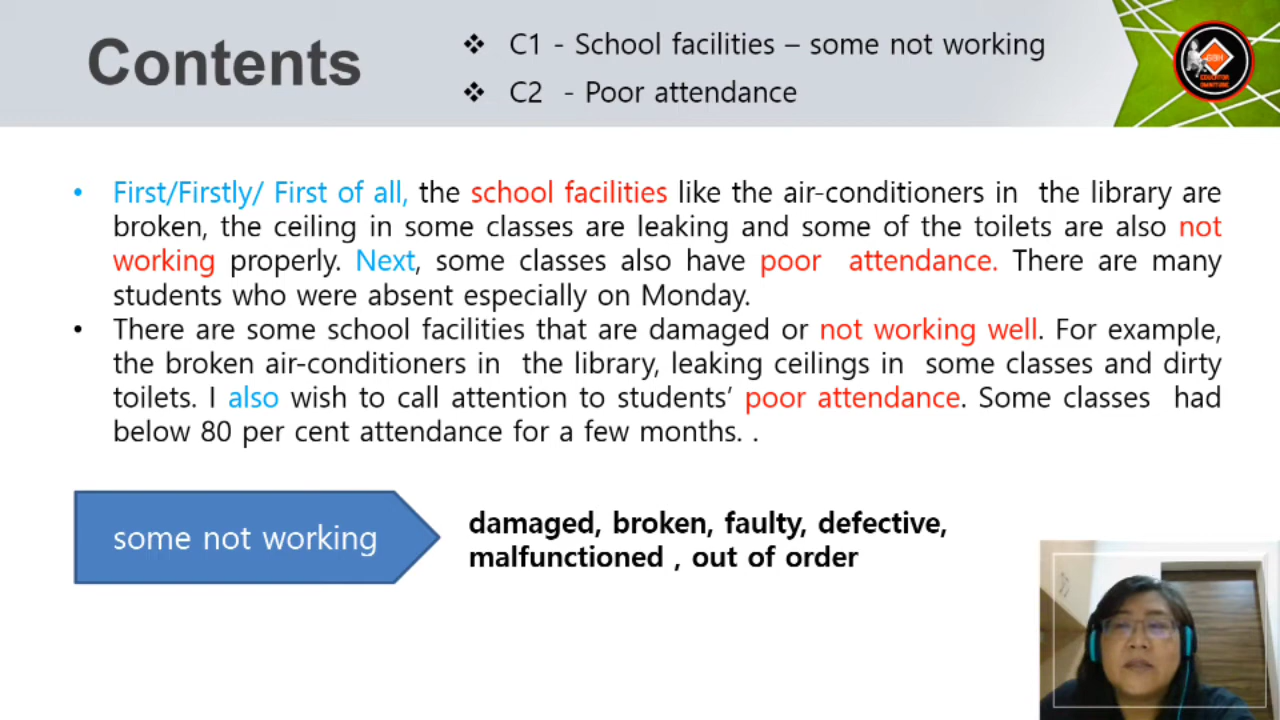 Contents
❖ C1 - School facilities – some not working
❖ C2 - Poor attendance
• First/Firstly/ First of all, the school facilities like the air-conditioners in the library are
broken, the ceiling in some classes are leaking and some of the toilets are also not
working properly. Next, some classes also have poor attendance. There are many
students who were absent especially on Monday.
• There are some school facilities that are damaged or not working well. For example,
the broken air-conditioners in the library, leaking ceilings in some classes and dirty
toilets. I also wish to call attention to students’ poor attendance. Some classes had
below 80 per cent attendance for a few months. .
some not working
damaged, broken, faulty, defective,
malfunctioned , out of order